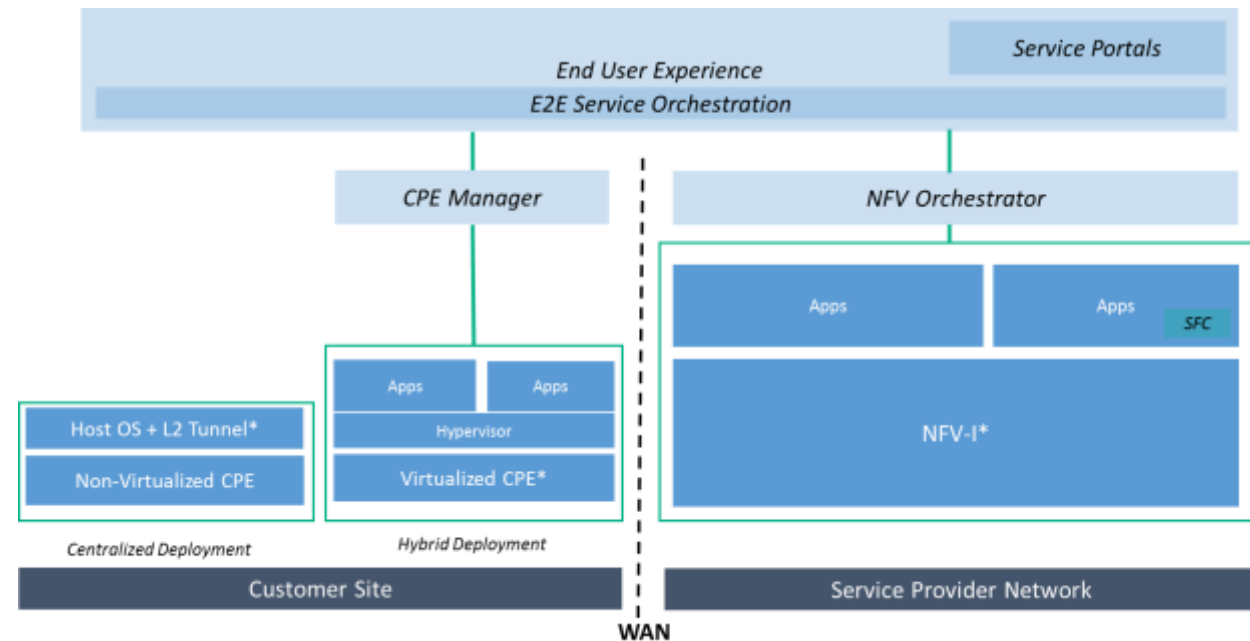 Service Portals
End User Experience
E2E Service Orchestration
CPE Manager
NFV Orchestrator
Apps
Apps
SFC
Apps
Apps
Host OS + L2 Tunnel*
Hypervisor
NFV-I*
Non-Virtualized CPE
Virtualized CPE*
Centralized Deployment
Hybrid Deployment
Customer Site
Service Provider Network
WAN